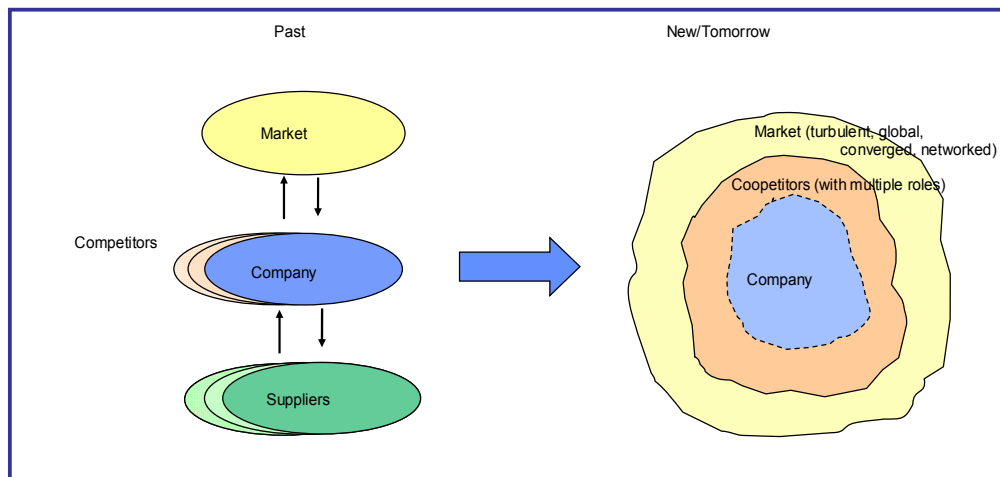 Past
New/Tomorrow
Market
Competitors
Company
Suppliers
Market (turbulent, global,
converged, networked)
Coopetitors (with multiple roles)
Company